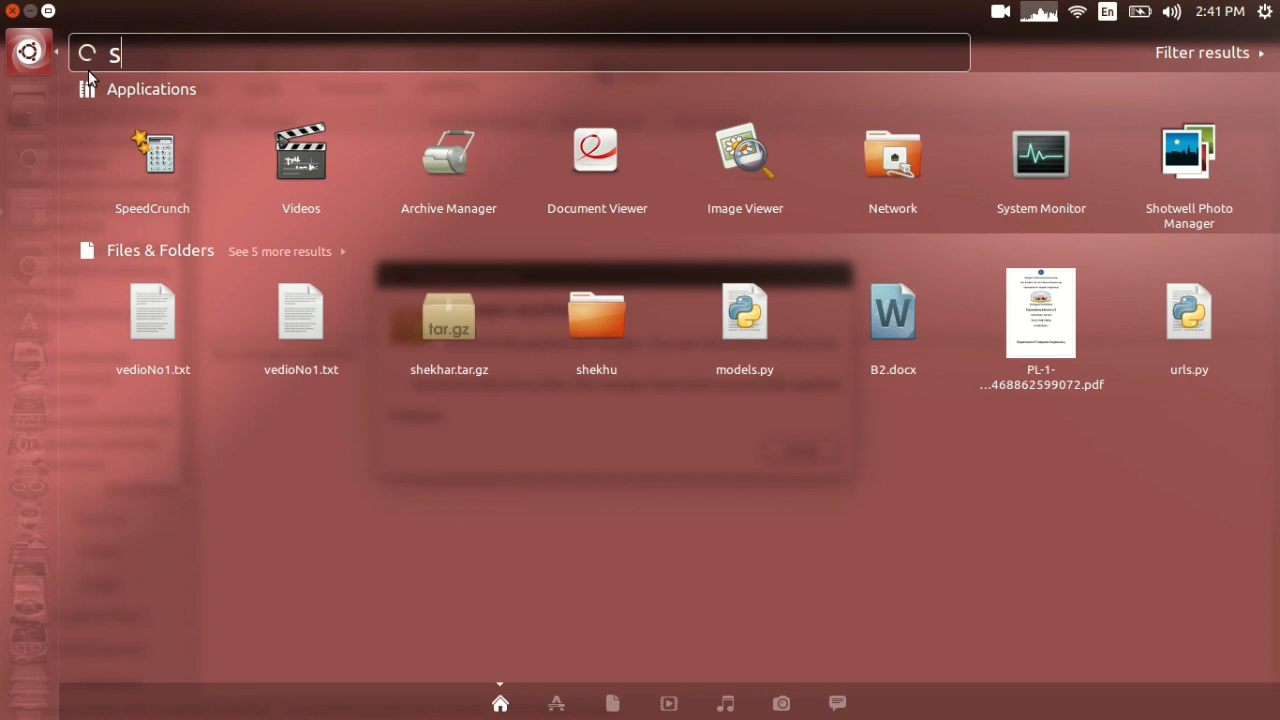 En
2:41 PM
s
Filter results
Applications
SpeedCrunch
Videos
Archive Manager
Document Viewer
Image Viewer
Network
System Monitor
Shotwell Photo
Manager
Files & Folders See 5 more results
tar.gz
W
vedioNo1.txt
vedioNo1.txt
shekhar.tar.gz
shekhu
models.py
B2.docx
PL-1-
...468862599072.pdf
urls.py